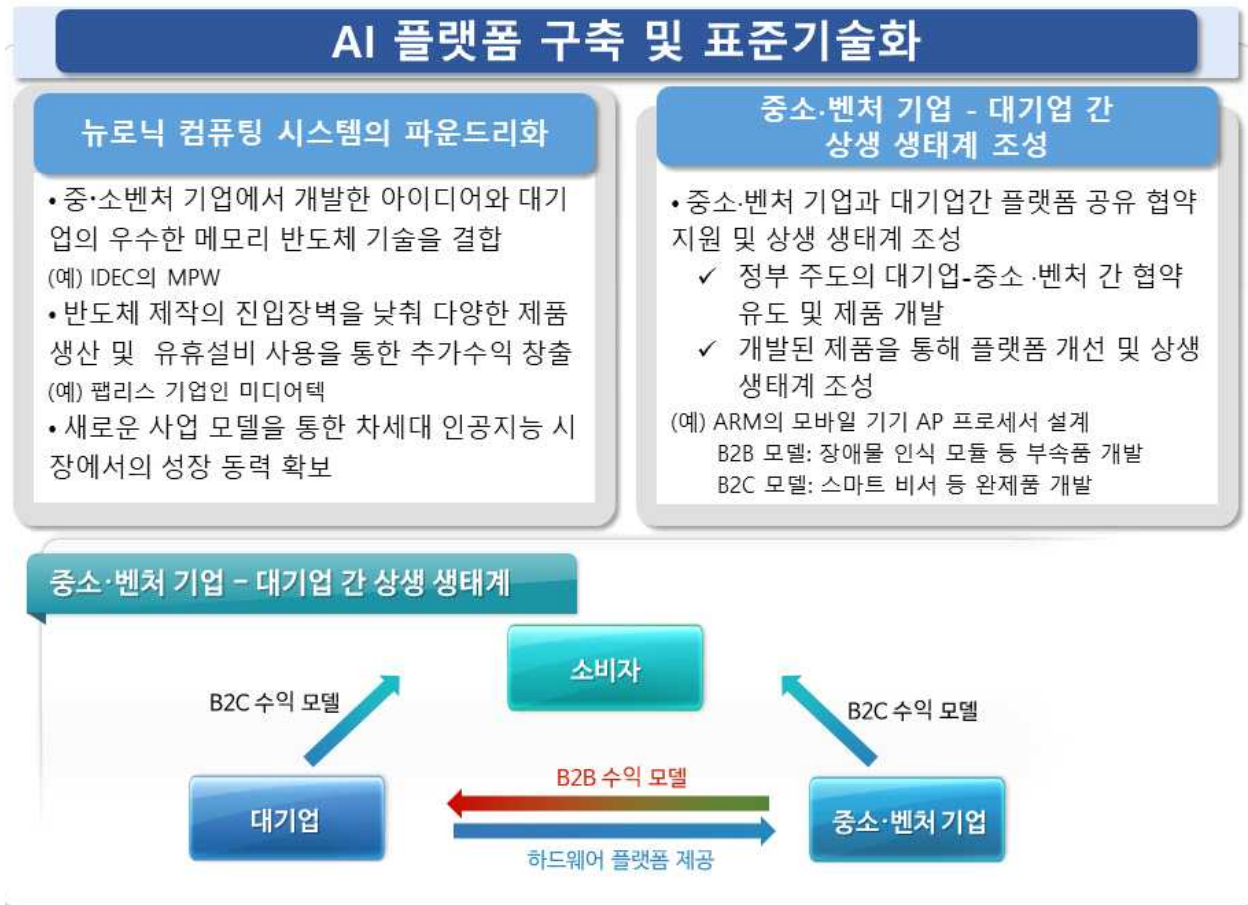 AI 플랫폼 구축 및 표준기술화
뉴로닉 컴퓨팅 시스템의 파운드리화
• 중·소벤처 기업에서 개발한 아이디어와 대기
업의 우수한 메모리 반도체 기술을 결합
(예) IDEC의 MPW
• 반도체 제작의 진입장벽을 낮춰 다양한 제품
생산 및 유휴설비 사용을 통한 추가수익 창출
(예) 팹리스 기업인 미디어텍
• 새로운 사업 모델을 통한 차세대 인공지능 시
장에서의 성장 동력 확보
중소·벤처 기업 - 대기업 간
상생 생태계 조성
• 중소·벤처 기업과 대기업간 플랫폼 공유 협약
지원 및 상생 생태계 조성
✓ 정부 주도의 대기업-중소·벤처 간 협약
유도 및 제품 개발
✓ 개발된 제품을 통해 플랫폼 개선 및 상생
생태계 조성
(예) ARM의 모바일 기기 AP 프로세서 설계
B2B 모델: 장애물 인식 모듈 등 부속품 개발
B2C 모델: 스마트 비서 등 완제품 개발
중소·벤처 기업 – 대기업 간 상생 생태계
소비자
B2C 수익 모델
B2C 수익 모델
B2B 수익 모델
대기업
중소·벤처 기업
하드웨어 플랫폼 제공